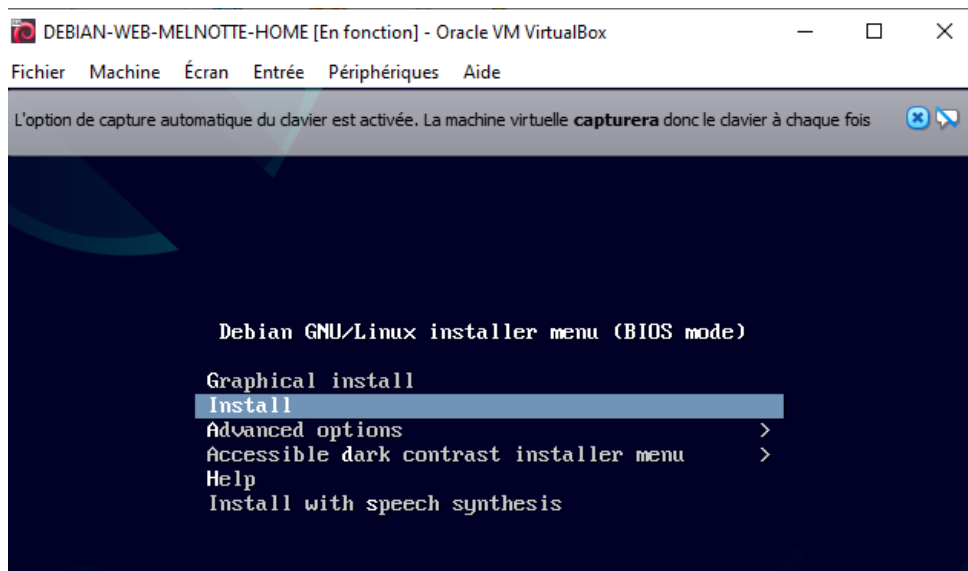 DEBIAN-WEB-MELNOTTE-HOME [En fonction] - Oracle VM VirtualBox
Fichier Machine Écran Entrée Périphériques Aide
L'option de capture automatique du clavier est activée. La machine virtuelle capturera donc le clavier à chaque fois
Debian GNU/Linux installer menu (BIOS mode)
Graphical install
Install
Advanced options >
Accessible dark contrast installer menu >
Help
Install with speech synthesis